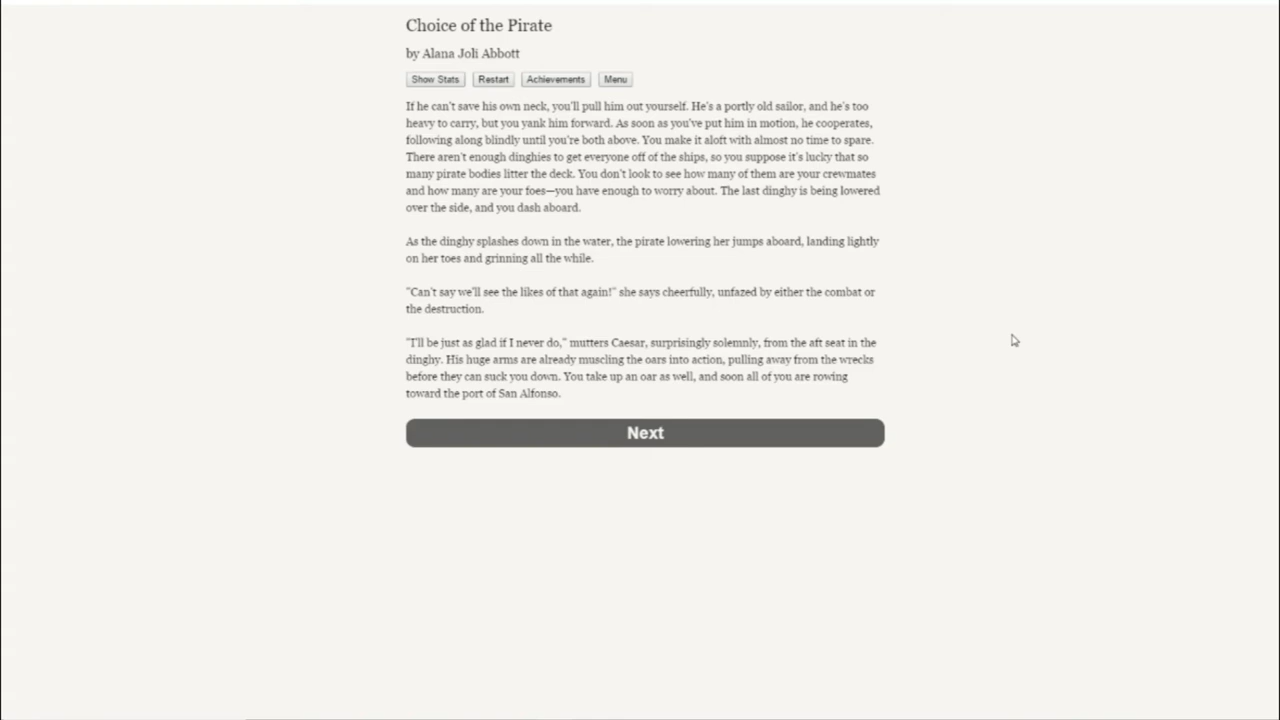 Choice of the Pirate
by Alana Joli Abbott
Show Stats Restart Achievements Menu
If he can't save his own neck, you'll pull him out yourself. He's a portly old sailor, and he's too
heavy to carry, but you yank him forward. As soon as you've put him in motion, he cooperates,
following along blindly until you're both above. You make it aloft with almost no time to spare.
There aren't enough dinghies to get everyone off of the ships, so you suppose it's lucky that so
many pirate bodies litter the deck. You don't look to see how many of them are your crewmates
and how many are your foes—you have enough to worry about. The last dinghy is being lowered
over the side, and you dash aboard.
As the dinghy splashes down in the water, the pirate lowering her jumps aboard, landing lightly
on her toes and grinning all the while.
"Can't say we'll see the likes of that again!" she says cheerfully, unfazed by either the combat or
the destruction.
"I'll be just as glad if I never do," mutters Caesar, surprisingly solemnly, from the aft seat in the
dinghy. His huge arms are already muscling the oars into action, pulling away from the wrecks
before they can suck you down. You take up an oar as well, and soon all of you are rowing
toward the port of San Alfonso.
Next